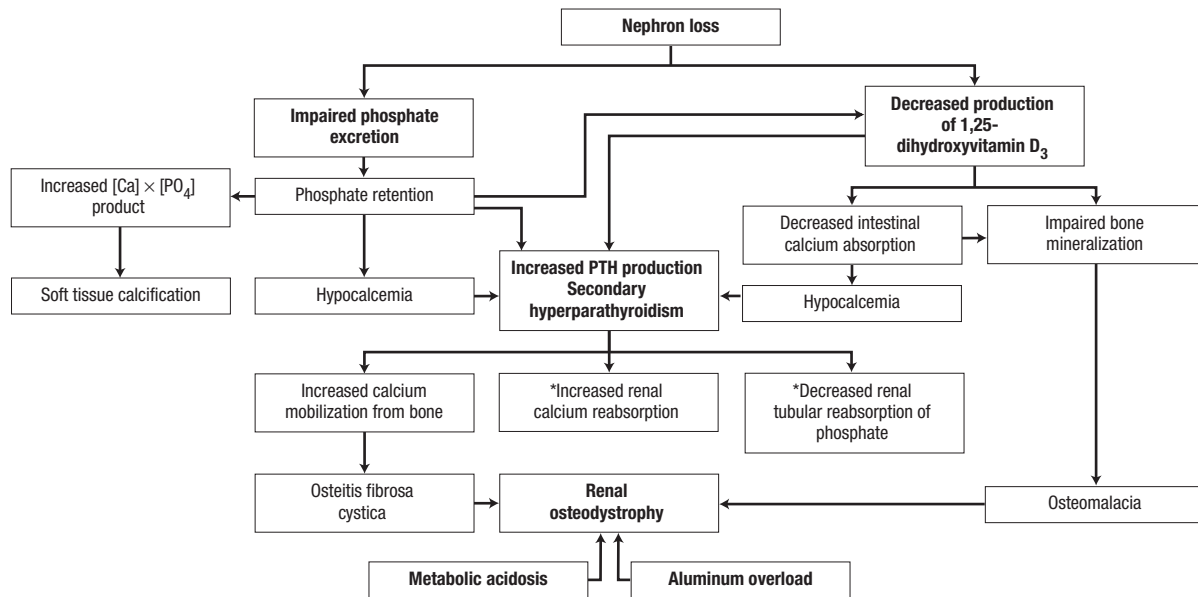 Nephron loss
Impaired phosphate
excretion
Decreased production
of 1,25-
dihydroxyvitamin D₃
Increased [Ca] × [PO₄]
product
Phosphate retention
Decreased intestinal
calcium absorption
Impaired bone
mineralization
Soft tissue calcification
Hypocalcemia
Increased PTH production
Secondary
hyperparathyroidism
Hypocalcemia
Increased calcium
mobilization from bone
*Increased renal
calcium reabsorption
*Decreased renal
tubular reabsorption of
phosphate
Osteitis fibrosa
cystica
Renal
osteodystrophy
Osteomalacia
Metabolic acidosis
Aluminum overload